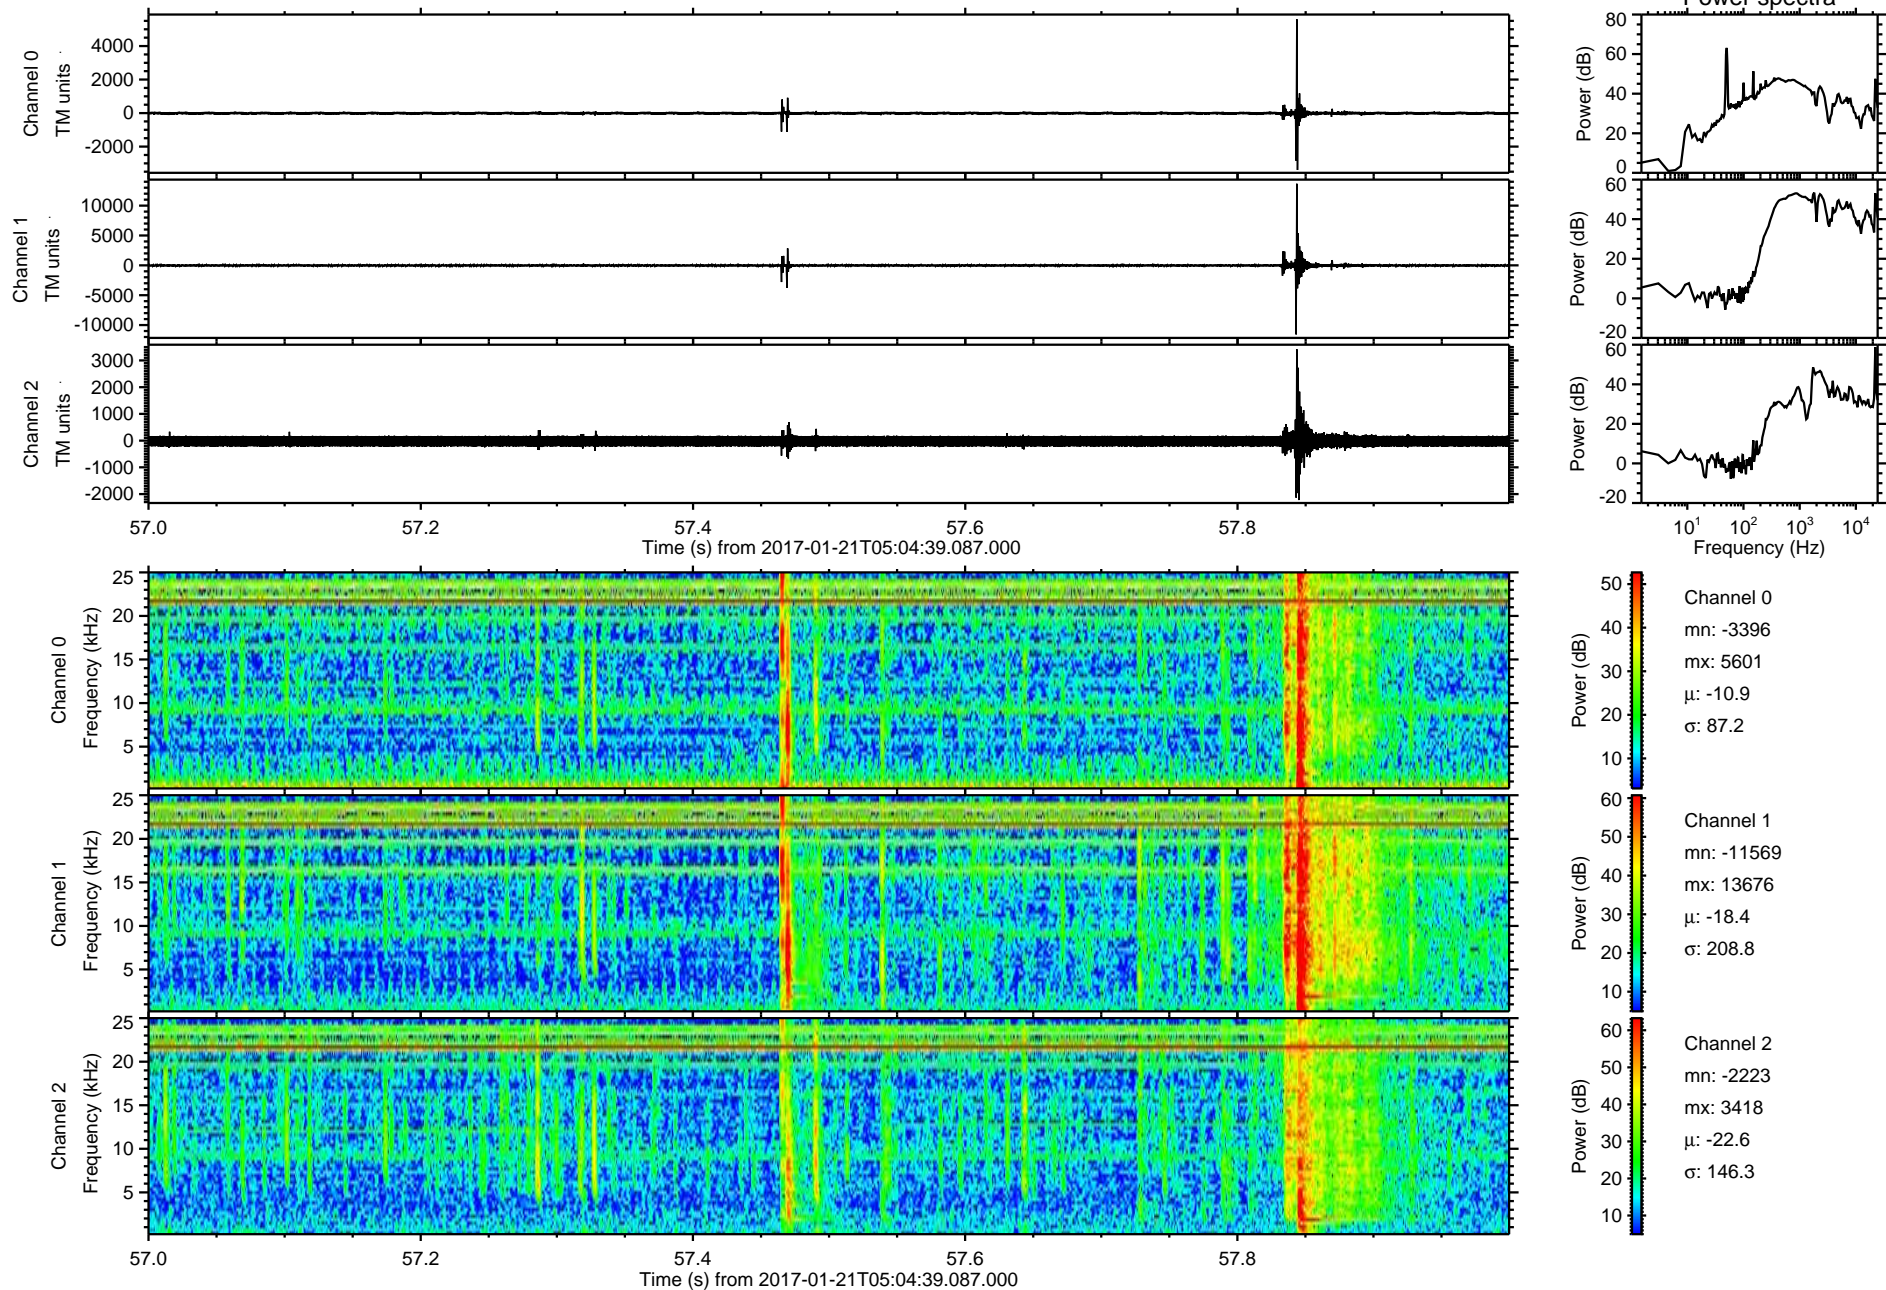 Power spectra
Channel 0
TM units
4000
2000
0
-2000
Power (dB)
80
60
40
20
0
Channel 1
TM units
10000
5000
0
-5000
-10000
Power (dB)
60
40
20
0
-20
Channel 2
TM units
3000
2000
1000
0
-1000
-2000
Power (dB)
60
40
20
0
-20
57.0 57.2 57.4 57.6 57.8
Time (s) from 2017-01-21T05:04:39.087.000
10¹ 10² 10³ 10⁴
Frequency (Hz)
Channel 0
Frequency (kHz)
25
20
15
10
5
Power (dB)
50
40
30
20
10
Channel 0
mn: -3396
mx: 5601
μ: -10.9
σ: 87.2
Channel 1
Frequency (kHz)
25
20
15
10
5
Power (dB)
60
50
40
30
20
10
Channel 1
mn: -11569
mx: 13676
μ: -18.4
σ: 208.8
Channel 2
Frequency (kHz)
25
20
15
10
5
Power (dB)
60
50
40
30
20
10
Channel 2
mn: -2223
mx: 3418
μ: -22.6
σ: 146.3
57.0 57.2 57.4 57.6 57.8
Time (s) from 2017-01-21T05:04:39.087.000